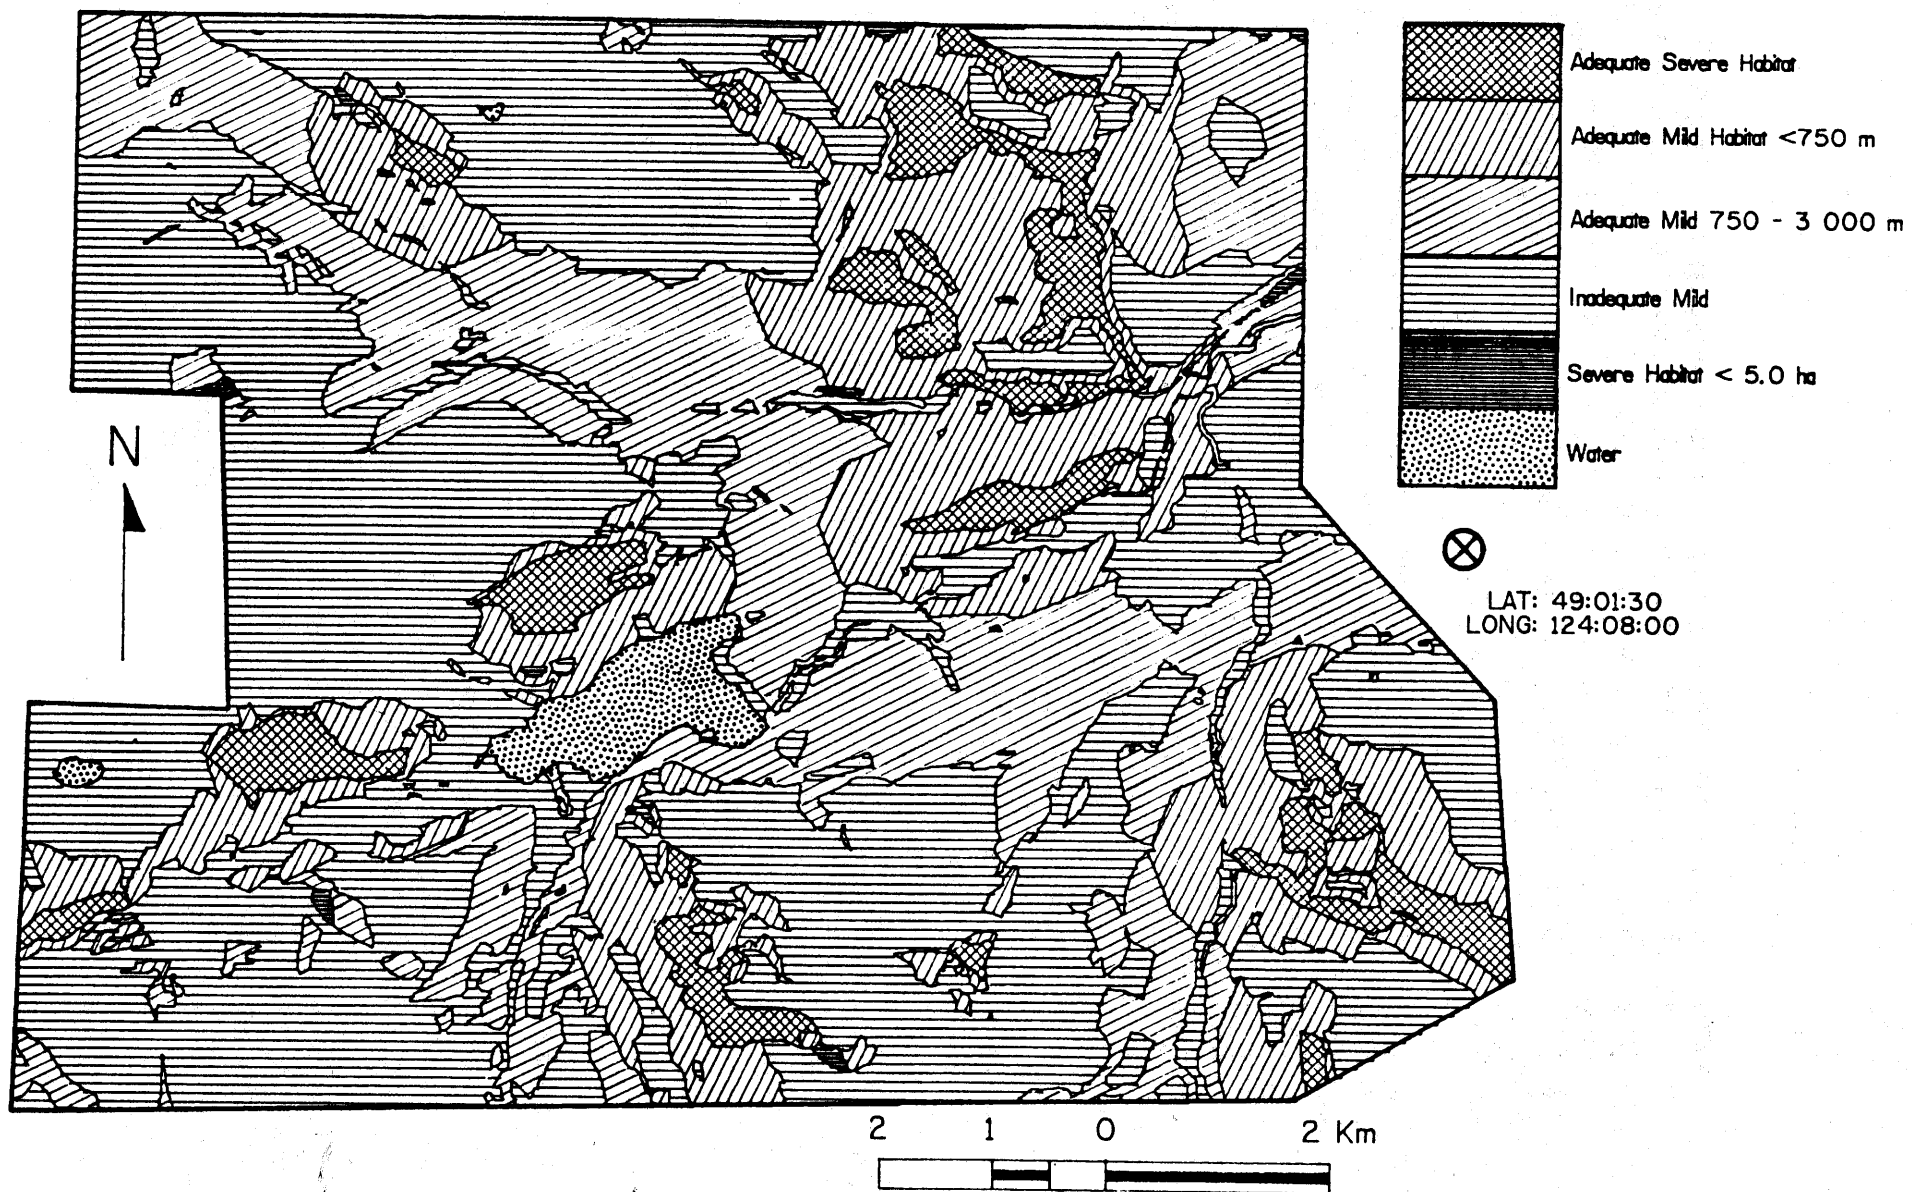 Adequate Severe Habitat
Adequate Mild Habitat <750 m
Adequate Mild 750 - 3 000 m
Inadequate Mild
Severe Habitat < 5.0 ha
Water
N
LAT: 49:01:30
LONG: 124:08:00
2 1 0 2 Km